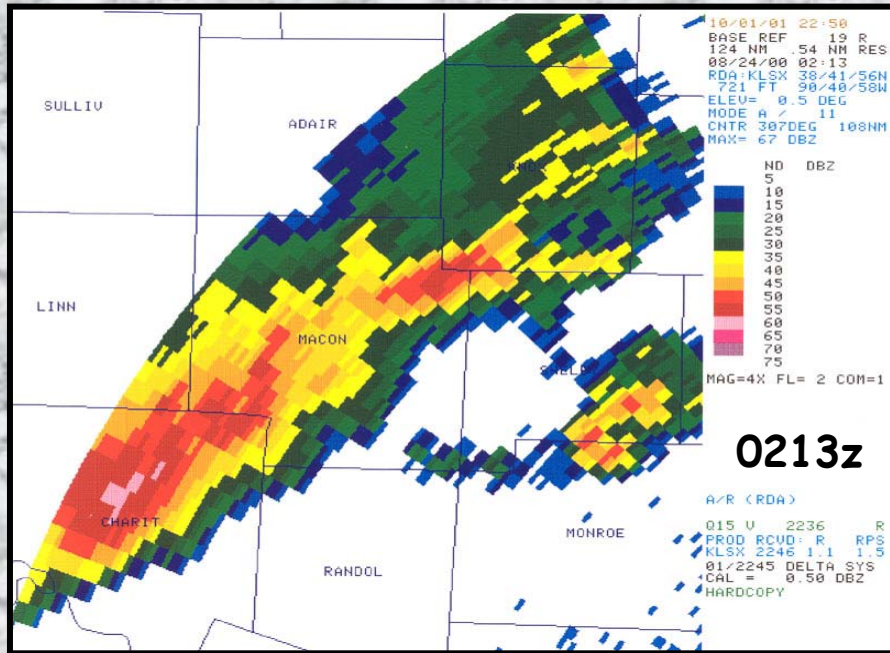 10/01/01 22:50
BASE REF 19 R
124 NM .54 NM RES
08/24/00 02:13
RDA:KLSX 38/41/56N
721 FT 90/40/58W
ELEV= 0.5 DEG
MODE A / 11
CNTR 307DEG 108NM
MAX= 67 DBZ
ND DBZ
5
10
15
20
25
30
35
40
45
50
55
60
65
70
75
MAG=4X FL= 2 COM=1
0213z
A/R (RDA)
Q15 V 2236 R
PROD RCVD: R RPS
KLSX 2246 1.1 1.5
01/2245 DELTA SYS
CAL = 0.50 DBZ
HARDCOPY
SULLIV
ADAIR
LINN
MACON
CHARIT
RANDOL
MONROE